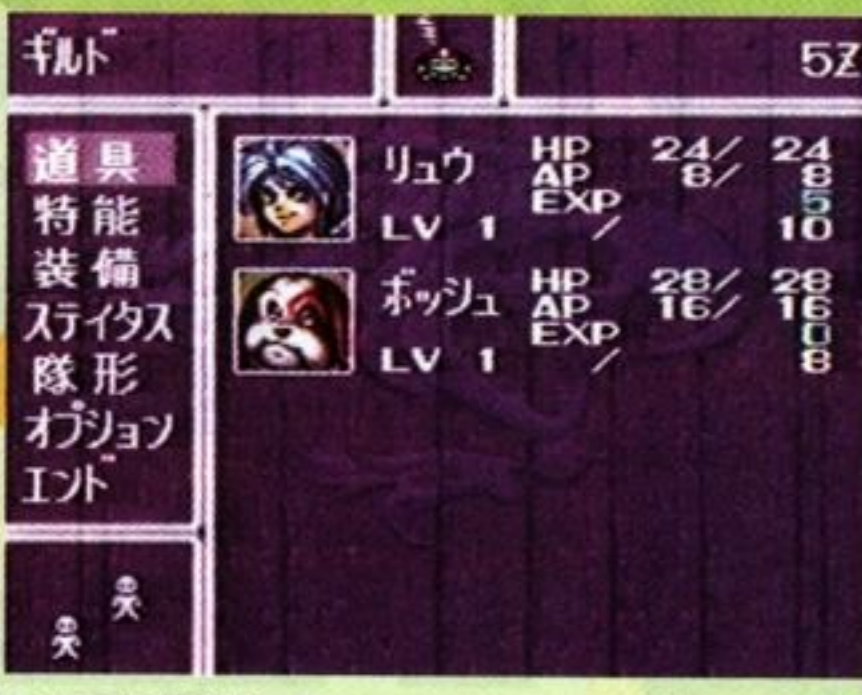 ギルド
5Z
道具
特能
装備
ステイタス
隊形
オプション
エンド
リュウ
LV 1
HP 24/ 24
AP 8/ 8
EXP 5
/ 10
ボッシュ
LV 1
HP 28/ 28
AP 16/ 16
EXP 0
/ 8